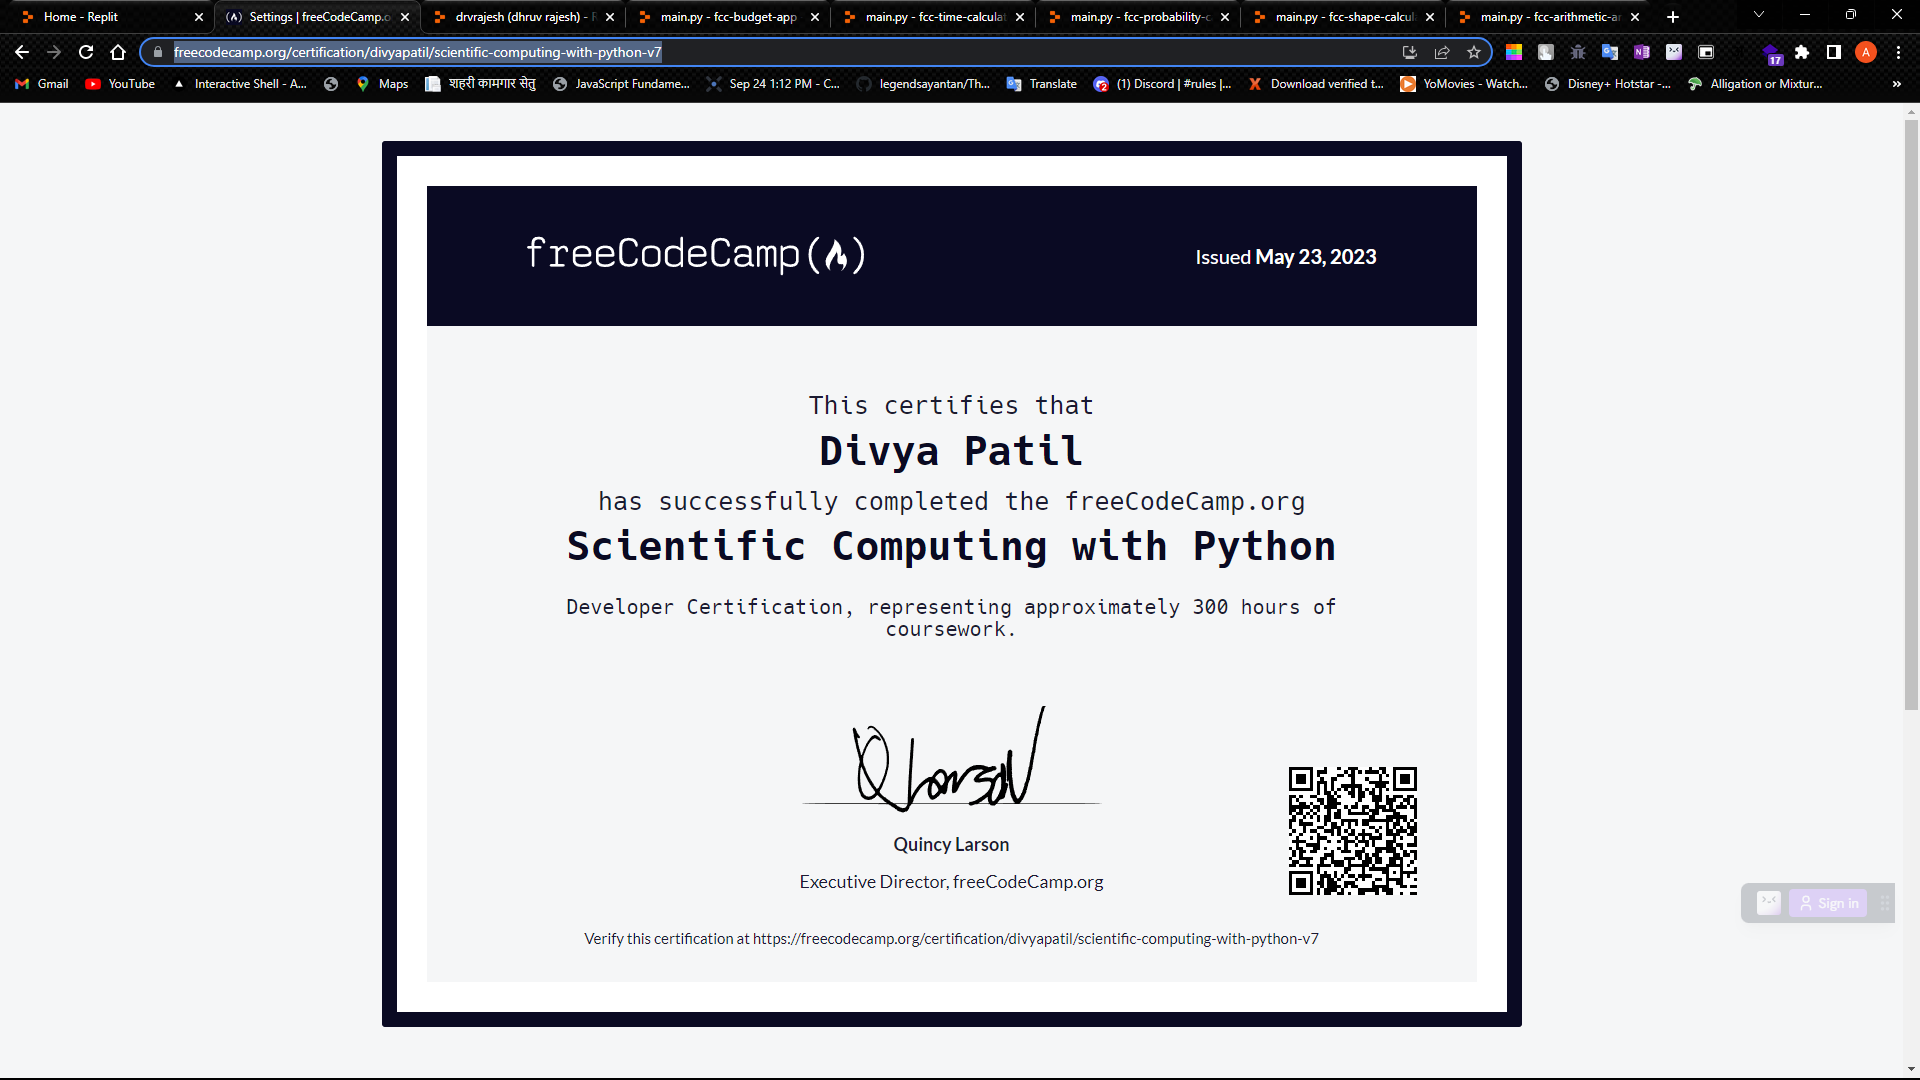 Home - Replit
Settings | freeCodeCamp.o
drvrajesh (dhruv rajesh) - R
main.py - fcc-budget-app
main.py - fcc-time-calculat
main.py - fcc-probability-c
main.py - fcc-shape-calcul
main.py - fcc-arithmetic-ar
freecodecamp.org/certification/divyapatil/scientific-computing-with-python-v7
17
A
Gmail
YouTube
Interactive Shell - A...
Maps
शहरी कामगार सेतु
JavaScript Fundame...
Sep 24 1:12 PM - C...
legendsayantan/Th...
Translate
(1) Discord | #rules |...
Download verified t...
YoMovies - Watch...
Disney+ Hotstar -...
Alligation or Mixtur...
»
freeCodeCamp
Issued May 23, 2023
This certifies that
Divya Patil
has successfully completed the freeCodeCamp.org
Scientific Computing with Python
Developer Certification, representing approximately 300 hours of
coursework.
Q Larson
Quincy Larson
Executive Director, freeCodeCamp.org
Sign in
Verify this certification at https://freecodecamp.org/certification/divyapatil/scientific-computing-with-python-v7